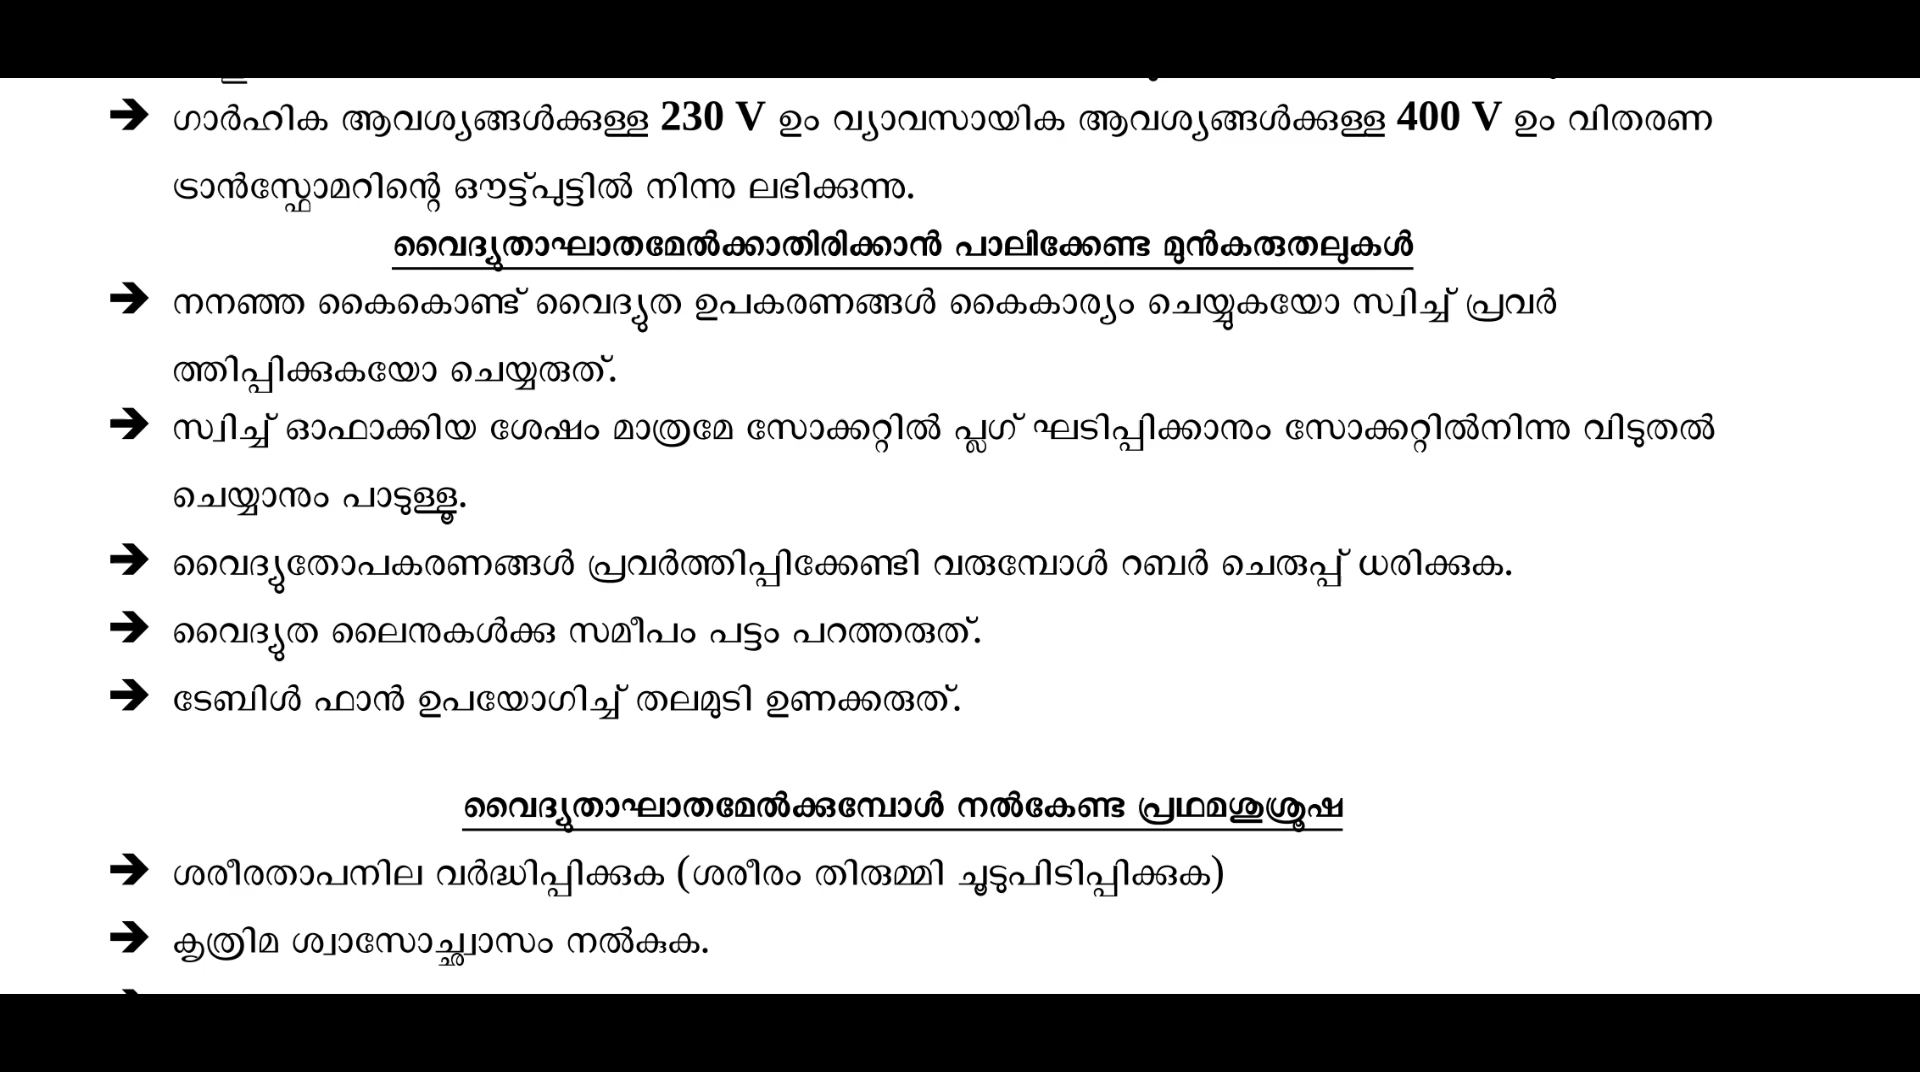 ➔ ഗാർഹിക ആവശ്യങ്ങൾക്കുള്ള 230 V ഉം വ്യാവസായിക ആവശ്യങ്ങൾക്കുള്ള 400 V ഉം വിതരണ
ട്രാൻസ്ഫോമറിന്റെ ഔട്ട്പുട്ടിൽ നിന്നു ലഭിക്കുന്നു.
വൈദ്യുതാഘാതമേൽക്കാതിരിക്കാൻ പാലിക്കേണ്ട മുൻകരുതലുകൾ
➔ നനഞ്ഞ കൈകൊണ്ട് വൈദ്യുത ഉപകരണങ്ങൾ കൈകാര്യം ചെയ്യുകയോ സ്വിച്ച് പ്രവർ
ത്തിപ്പിക്കുകയോ ചെയ്യരുത്.
➔ സ്വിച്ച് ഓഫാക്കിയ ശേഷം മാത്രമേ സോക്കറ്റിൽ പ്ലഗ് ഘടിപ്പിക്കാനും സോക്കറ്റിൽനിന്നു വിടുതൽ
ചെയ്യാനും പാടുള്ളൂ.
➔ വൈദ്യുതോപകരണങ്ങൾ പ്രവർത്തിപ്പിക്കേണ്ടി വരുമ്പോൾ റബർ ചെരുപ്പ് ധരിക്കുക.
➔ വൈദ്യുത ലൈനുകൾക്കു സമീപം പട്ടം പറത്തരുത്.
➔ ടേബിൾ ഫാൻ ഉപയോഗിച്ച് തലമുടി ഉണക്കരുത്.
വൈദ്യുതാഘാതമേൽക്കുമ്പോൾ നൽകേണ്ട പ്രഥമശുശ്രൂഷ
➔ ശരീരതാപനില വർദ്ധിപ്പിക്കുക (ശരീരം തിരുമ്മി ചൂടുപിടിപ്പിക്കുക)
➔ കൃത്രിമ ശ്വാസോച്ഛ്വാസം നൽകുക.